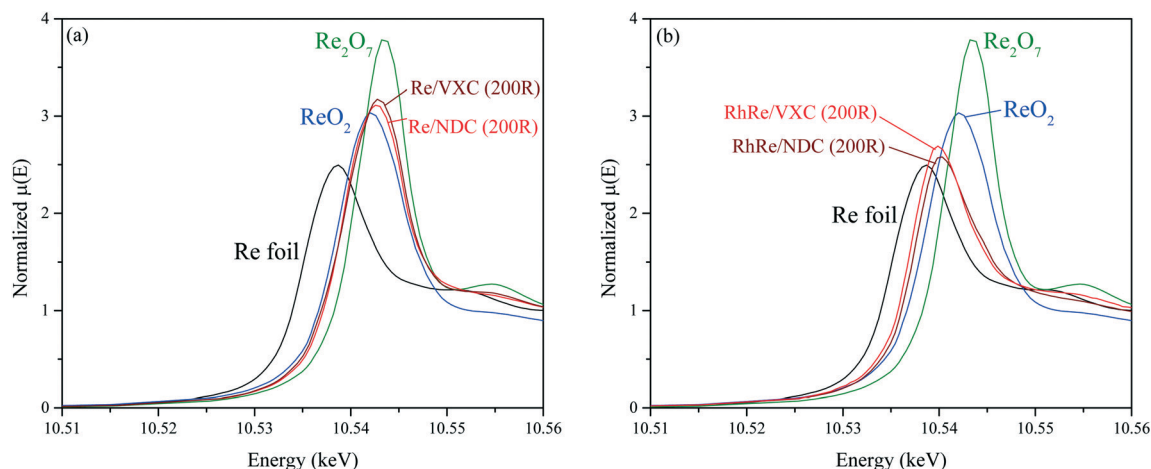 (a)
Re₂O₇
Re/VXC (200R)
ReO₂
Re/NDC (200R)
Re foil
Normalized μ(E)
4
3
2
1
0
10.51
10.52
10.53
10.54
10.55
10.56
Energy (keV)
(b)
Re₂O₇
RhRe/VXC (200R)
ReO₂
RhRe/NDC (200R)
Re foil
Normalized μ(E)
4
3
2
1
0
10.51
10.52
10.53
10.54
10.55
10.56
Energy (keV)